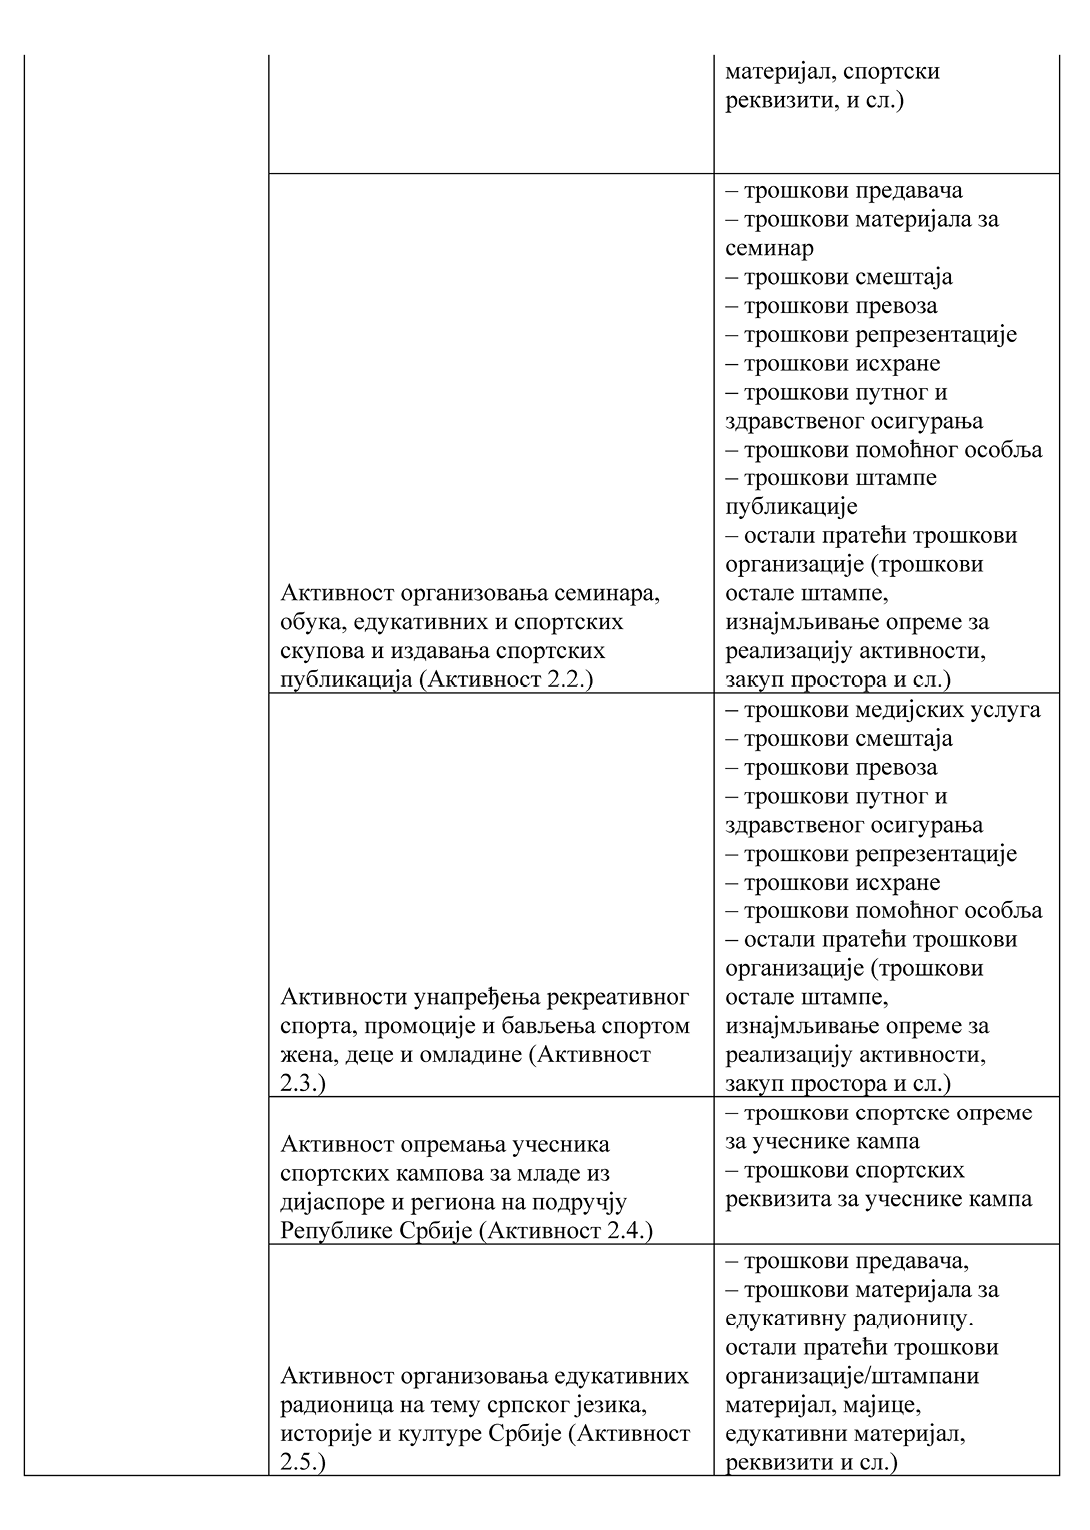 материјал, спортски
реквизити, и сл.)
– трошкови предавача
– трошкови материјала за
семинар
– трошкови смештаја
– трошкови превоза
– трошкови репрезентације
– трошкови исхране
– трошкови путног и
здравственог осигурања
– трошкови помоћног особља
– трошкови штампе
публикације
– остали пратећи трошкови
организације (трошкови
остале штампе,
изнајмљивање опреме за
реализацију активности,
закуп простора и сл.)
Активност организовања семинара,
обука, едукативних и спортских
скупова и издавања спортских
публикација (Активност 2.2.)
– трошкови медијских услуга
– трошкови смештаја
– трошкови превоза
– трошкови путног и
здравственог осигурања
– трошкови репрезентације
– трошкови исхране
– трошкови помоћног особља
– остали пратећи трошкови
организације (трошкови
остале штампе,
изнајмљивање опреме за
реализацију активности,
закуп простора и сл.)
Активности унапређења рекреативног
спорта, промоције и бављења спортом
жена, деце и омладине (Активност
2.3.)
– трошкови спортске опреме
за учеснике кампа
– трошкови спортских
реквизита за учеснике кампа
Активност опремања учесника
спортских кампова за младе из
дијаспоре и региона на подручју
Републике Србије (Активност 2.4.)
– трошкови предавача,
– трошкови материјала за
едукативну радионицу.
остали пратећи трошкови
организације/штампани
материјал, мајице,
едукативни материјал,
реквизити и сл.)
Активност организовања едукативних
радионица на тему српског језика,
историје и културе Србије (Активност
2.5.)